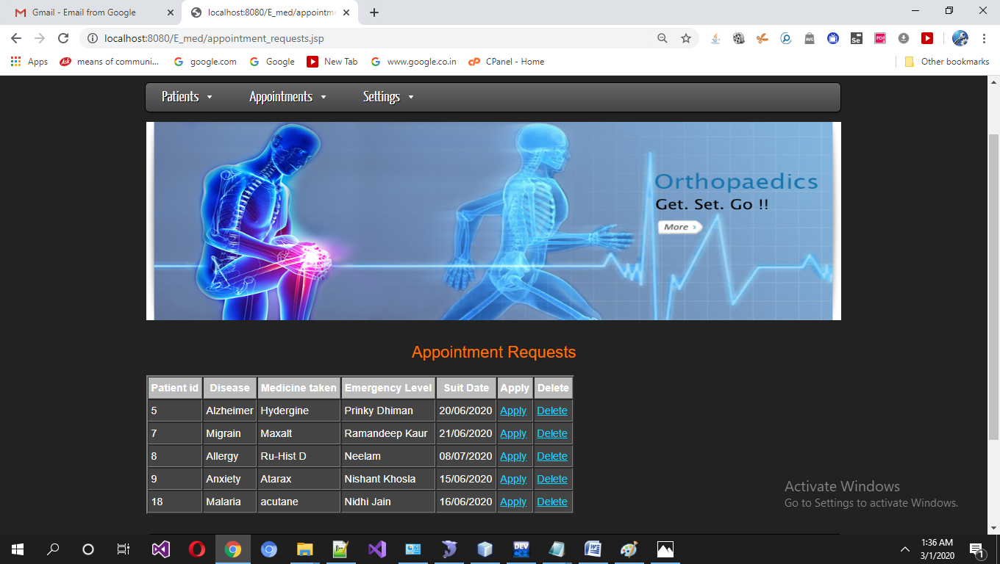 Gmail - Email from Google
localhost:8080/E_med/appointme
localhost:8080/E_med/appointment_requests.jsp
Apps Ask means of communi... google.com Google New Tab www.google.co.in cP CPanel - Home Other bookmarks
Patients Appointments Settings
Orthopaedics
Get. Set. Go !!
More
Appointment Requests
Patient id Disease Medicine taken Emergency Level Suit Date Apply Delete
5 Alzheimer Hydergine Prinky Dhiman 20/06/2020 Apply Delete
7 Migrain Maxalt Ramandeep Kaur 21/06/2020 Apply Delete
8 Allergy Ru-Hist D Neelam 08/07/2020 Apply Delete
9 Anxiety Atarax Nishant Khosla 15/06/2020 Apply Delete
18 Malaria acutane Nidhi Jain 16/06/2020 Apply Delete
Activate Windows
Go to Settings to activate Windows.
1:36 AM
3/1/2020